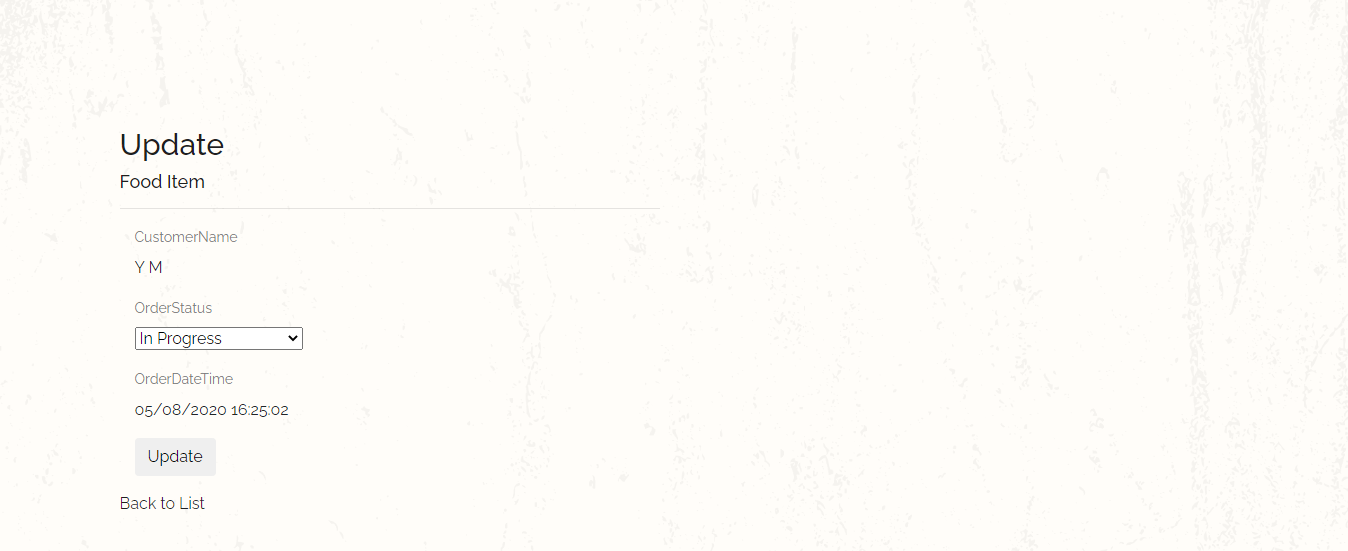 Update
Food Item
CustomerName
Y M
OrderStatus
In Progress
OrderDateTime
05/08/2020 16:25:02
Update
Back to List